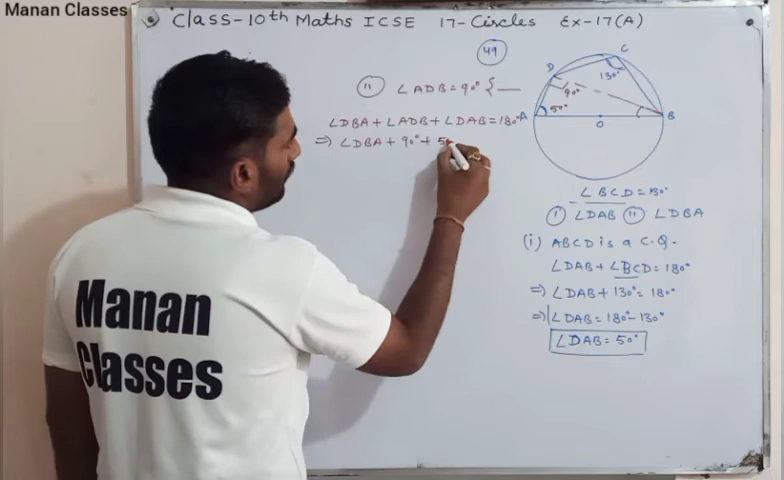 Manan Classes
Class-10th Maths ICSE 17-Circles Ex-17(A)
49
(ii) ∠ADB=90° {—
∠DBA+∠ADB+∠DAB=180°
⇒ ∠DBA + 90° + 5
D
C
130°
90°
50°
A
B
O
∠BCD=130°
(i) ∠DAB (ii) ∠DBA
(i) ABCD is a C.Q.
∠DAB+∠BCD=180°
⇒ ∠DAB+130°=180°
⇒ ∠DAB=180°-130°
∠DAB=50°
Manan
Classes